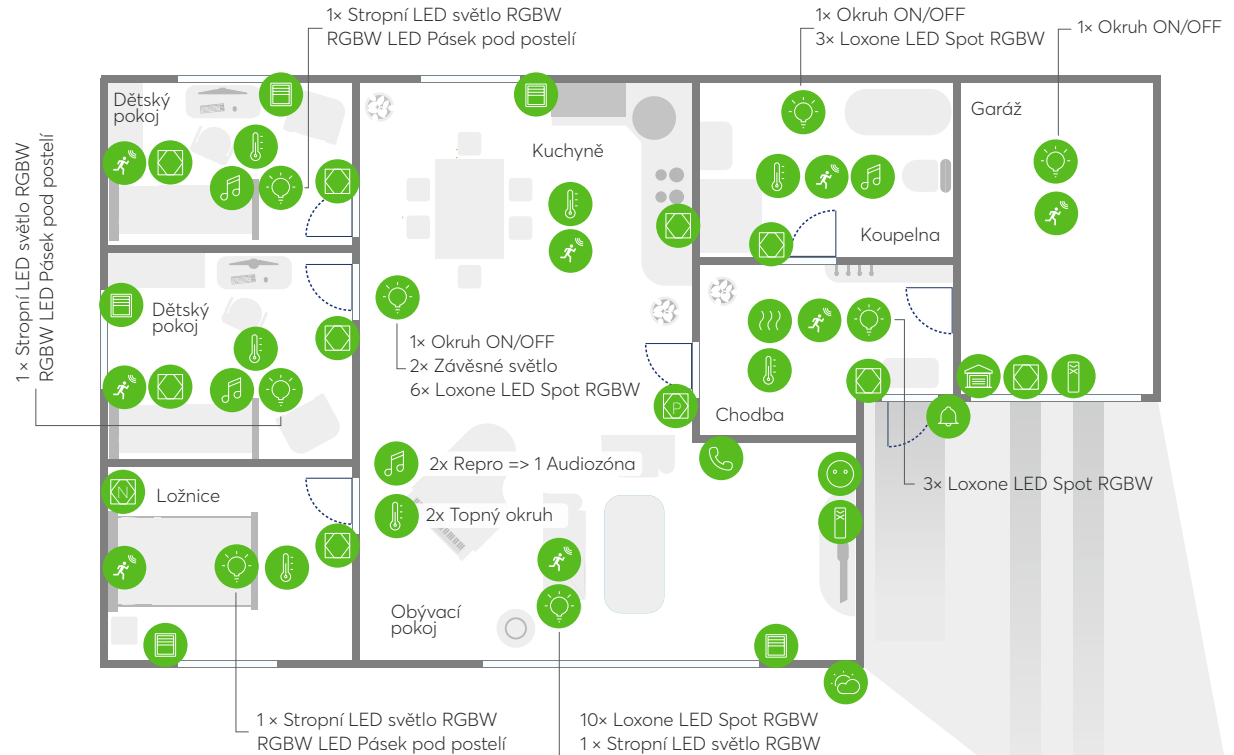 1× Stropní LED světlo RGBW
RGBW LED Pásek pod postelí
1× Okruh ON/OFF
3× Loxone LED Spot RGBW
1× Okruh ON/OFF
Dětský
pokoj
Kuchyně
Koupelna
Garáž
1 × Stropní LED světlo RGBW
RGBW LED Pásek pod postelí
Dětský
pokoj
1× Okruh ON/OFF
2× Závěsné světlo
6× Loxone LED Spot RGBW
P
Chodba
2x Repro => 1 Audiozóna
3× Loxone LED Spot RGBW
N
Ložnice
2x Topný okruh
Obývací
pokoj
1 × Stropní LED světlo RGBW
RGBW LED Pásek pod postelí
10× Loxone LED Spot RGBW
1 × Stropní LED světlo RGBW